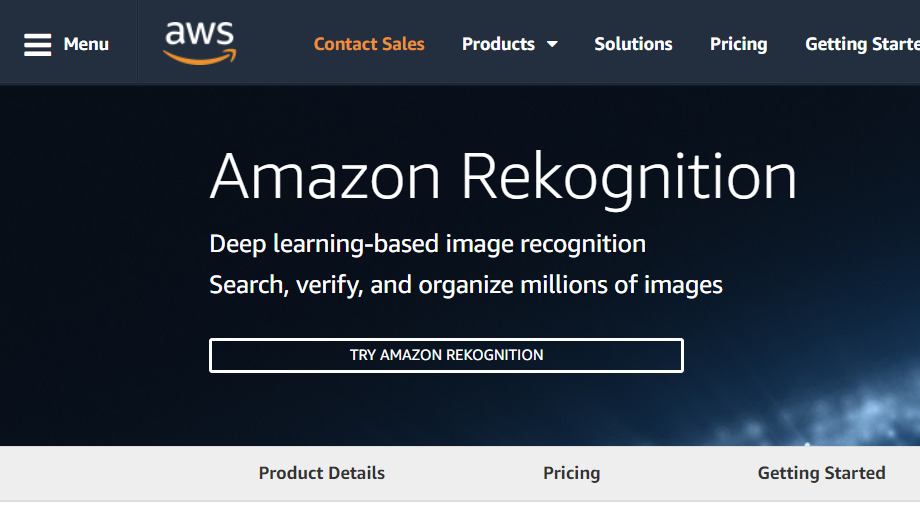 Menu aws Contact Sales Products Solutions Pricing Getting Starte
Amazon Rekognition
Deep learning-based image recognition
Search, verify, and organize millions of images
TRY AMAZON REKOGNITION
Product Details Pricing Getting Started